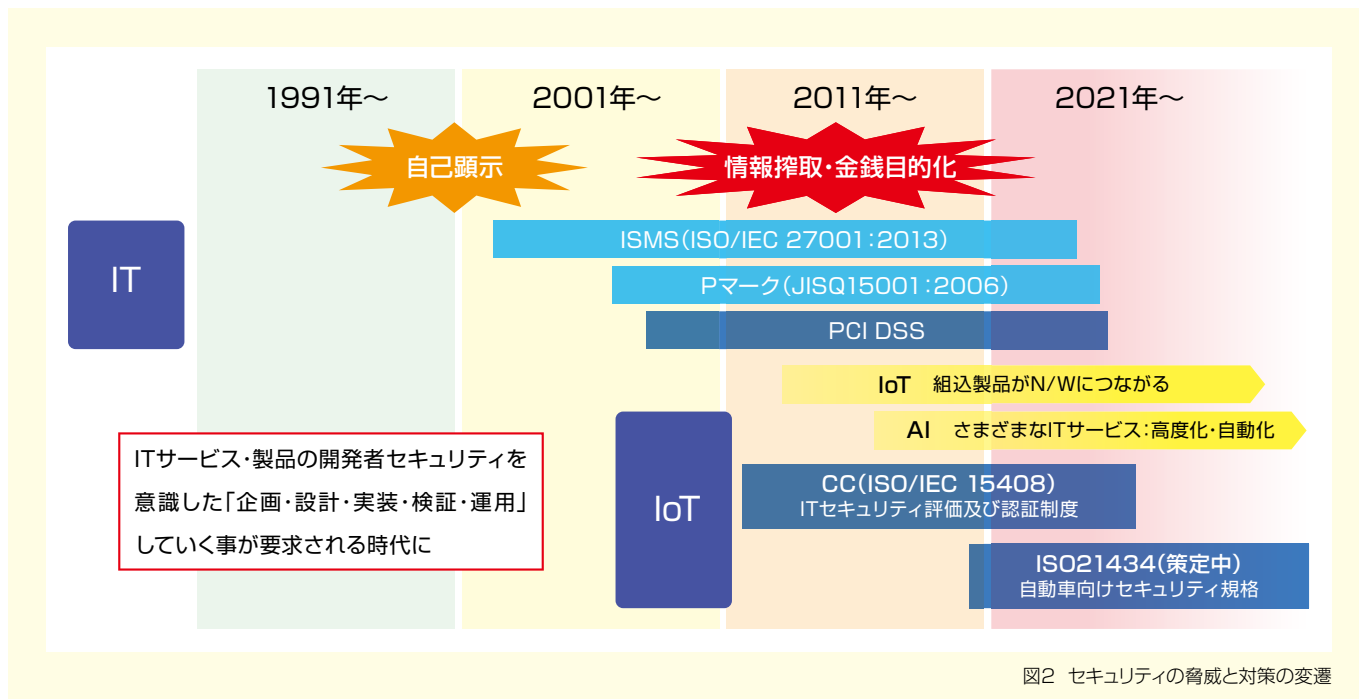 1991年～
2001年～
2011年～
2021年～
自己顕示
情報搾取・金銭目的化
IT
ISMS(ISO/IEC 27001:2013)
Pマーク(JISQ15001:2006)
PCI DSS
IoT 組込製品がN/Wにつながる
AI さまざまなITサービス:高度化・自動化
ITサービス・製品の開発者セキュリティを
意識した「企画・設計・実装・検証・運用」
していく事が要求される時代に
IoT
CC(ISO/IEC 15408)
ITセキュリティ評価及び認証制度
ISO21434(策定中)
自動車向けセキュリティ規格
図2 セキュリティの脅威と対策の変遷